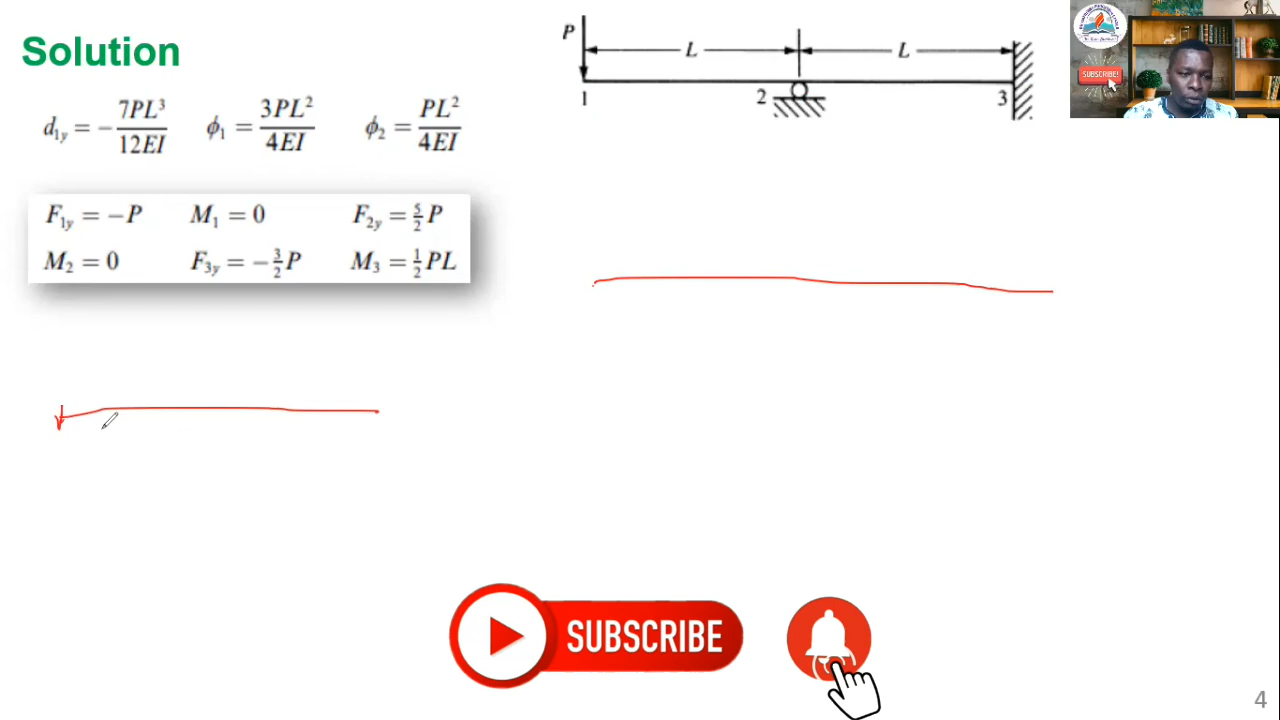 Solution
d₁y = −7PL³/12EI ϕ₁ = 3PL²/4EI ϕ₂ = PL²/4EI
F₁y = −P M₁ = 0 F₂y = 5/2 P
M₂ = 0 F₃y = −3/2 P M₃ = 1/2 PL
P
L L
1 2 3
SUBSCRIBE
SUBSCRIBE
4